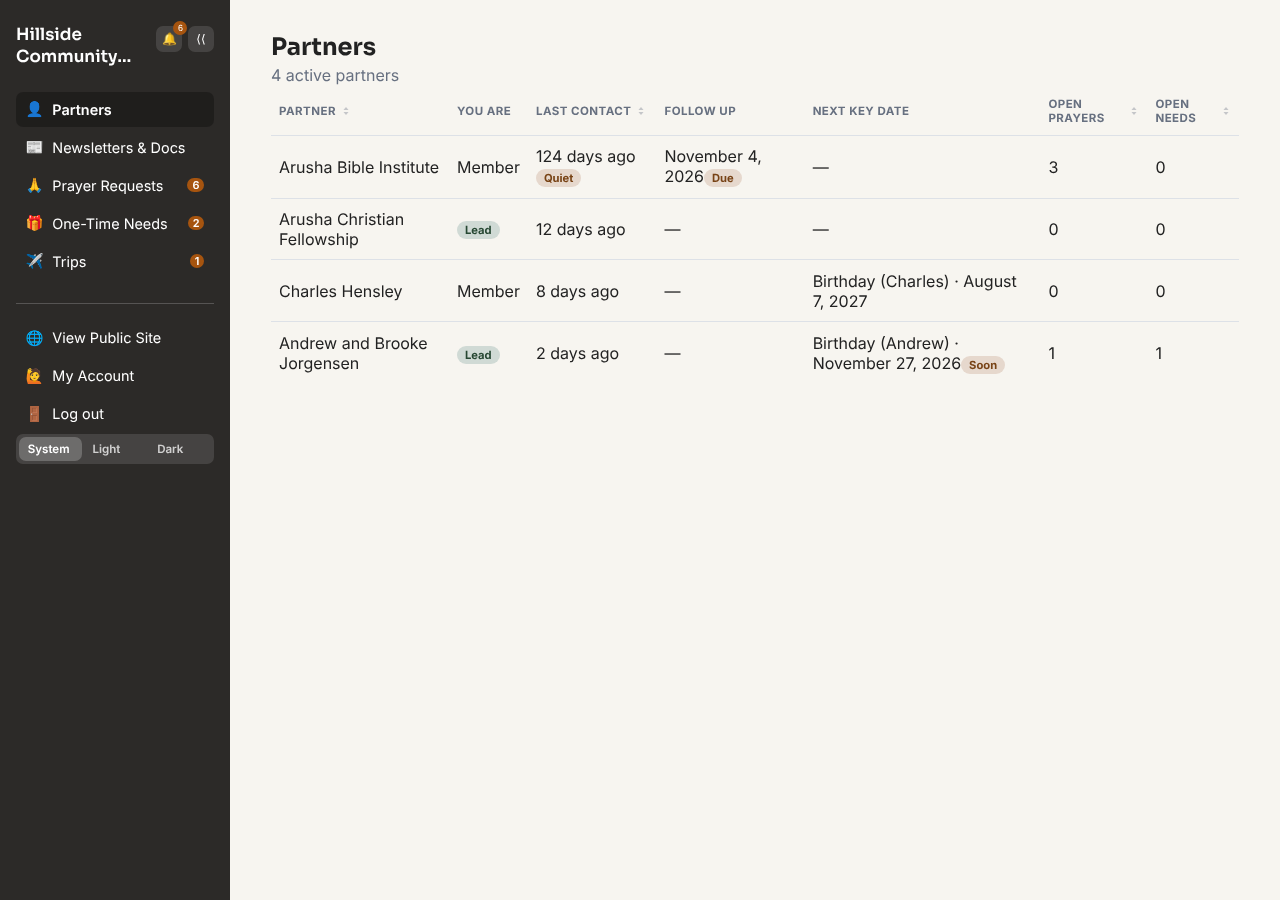 Hillside
Community...
6
Partners
Newsletters & Docs
Prayer Requests 6
One-Time Needs 2
Trips 1
View Public Site
My Account
Log out
System Light Dark
Partners
4 active partners
PARTNER YOU ARE LAST CONTACT FOLLOW UP NEXT KEY DATE OPEN PRAYERS OPEN NEEDS
Arusha Bible Institute Member 124 days ago Quiet November 4, 2026 Due — 3 0
Arusha Christian Fellowship Lead 12 days ago — — 0 0
Charles Hensley Member 8 days ago — Birthday (Charles) · August 7, 2027 0 0
Andrew and Brooke Jorgensen Lead 2 days ago — Birthday (Andrew) · November 27, 2026 Soon 1 1